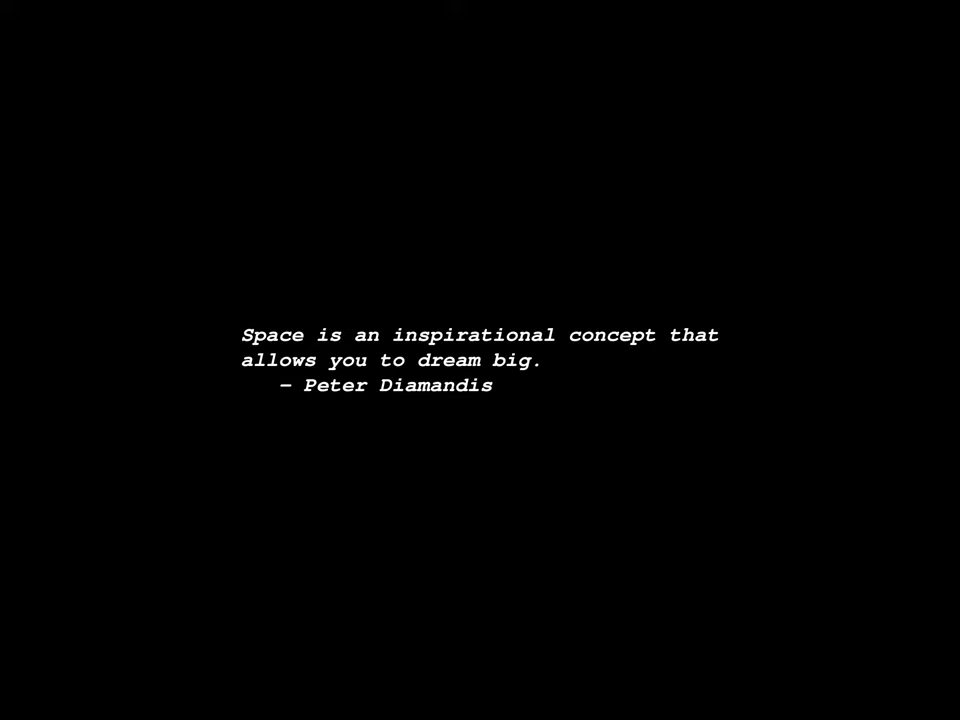 Space is an inspirational concept that
allows you to dream big.
– Peter Diamandis